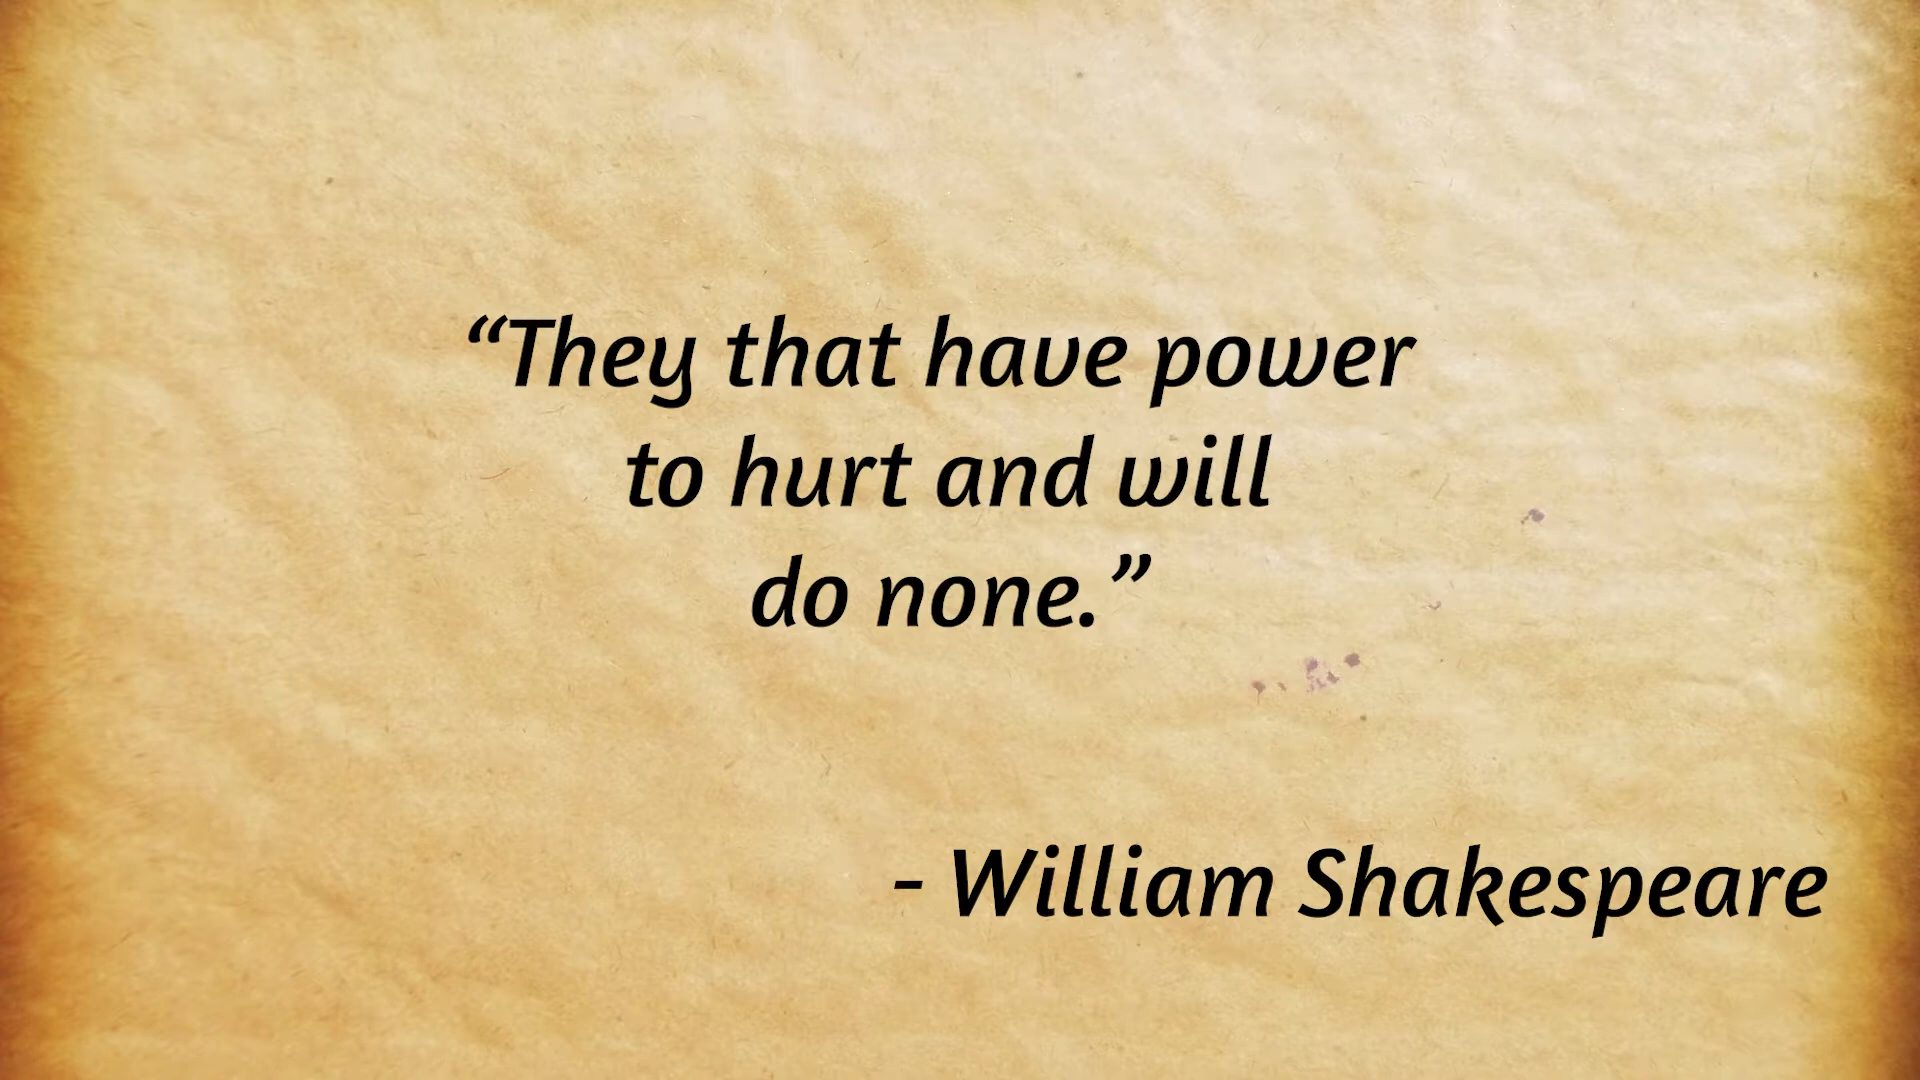 “They that have power
to hurt and will
do none.”
- William Shakespeare